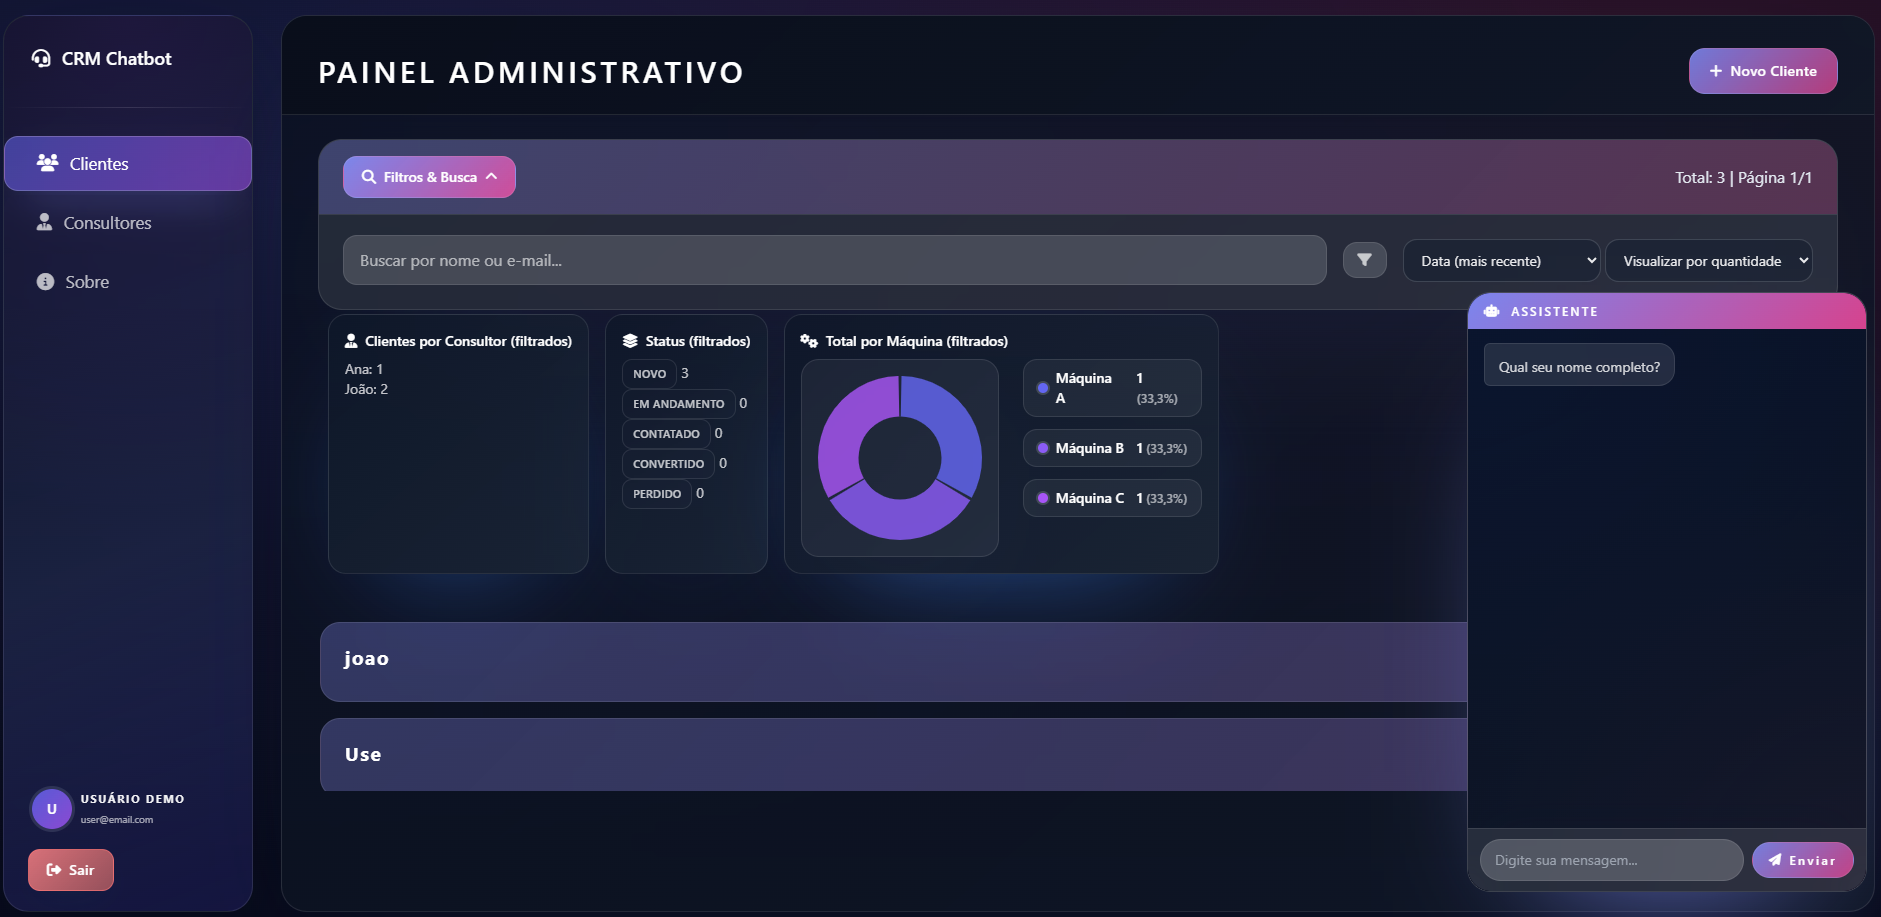 CRM Chatbot
Clientes
Consultores
Sobre
U
USUÁRIO DEMO
user@email.com
Sair
PAINEL ADMINISTRATIVO
Novo Cliente
Filtros & Busca
Total: 3 | Página 1/1
Buscar por nome ou e-mail...
Data (mais recente)
Visualizar por quantidade
Clientes por Consultor (filtrados)
Ana: 1
João: 2
Status (filtrados)
NOVO 3
EM ANDAMENTO 0
CONTATADO 0
CONVERTIDO 0
PERDIDO 0
Total por Máquina (filtrados)
Máquina 1
A (33,3%)
Máquina B 1 (33,3%)
Máquina C 1 (33,3%)
joao
Use
ASSISTENTE
Qual seu nome completo?
Digite sua mensagem...
Enviar